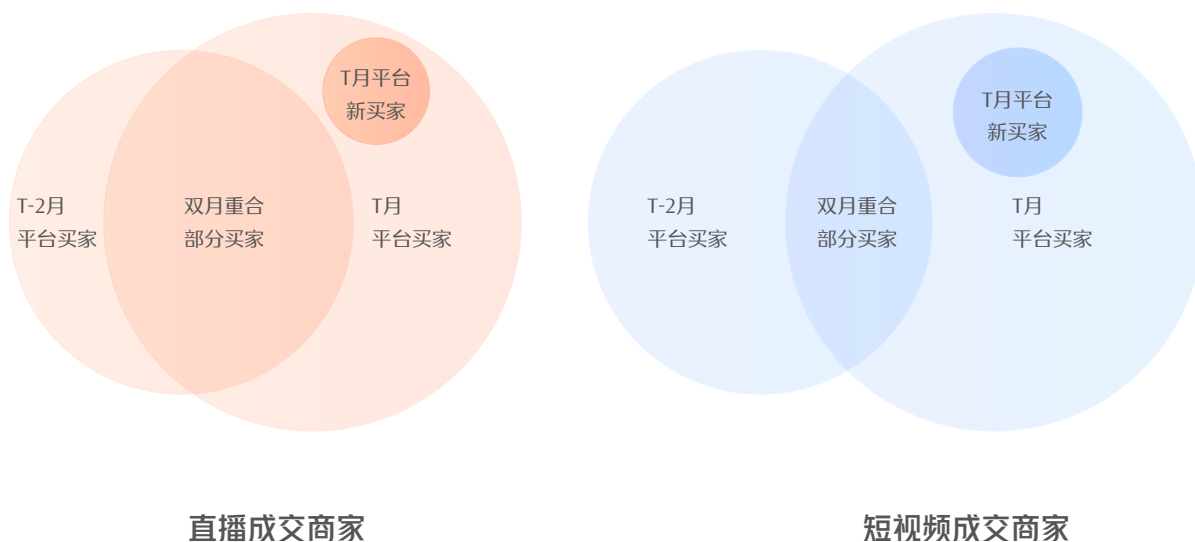 T月平台
新买家
T-2月
平台买家
双月重合
部分买家
T月
平台买家
直播成交商家
T月平台
新买家
T-2月
平台买家
双月重合
部分买家
T月
平台买家
短视频成交商家